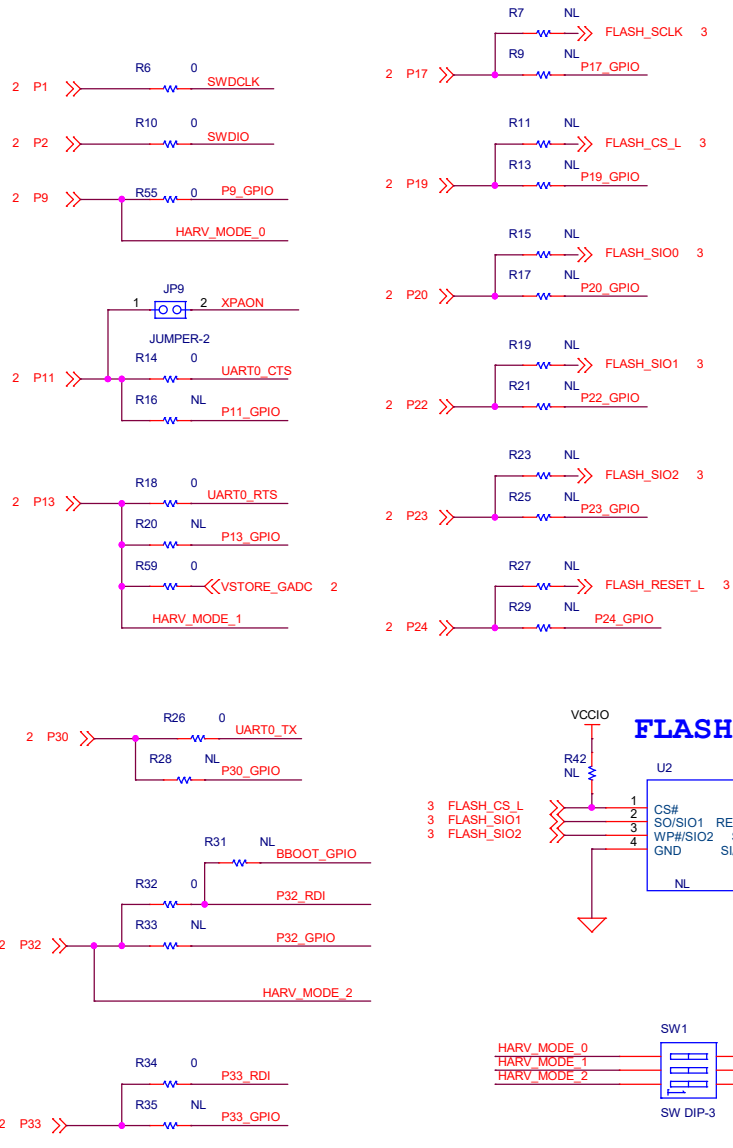 R6 0
2 P1 SWDCLK
R10 0
2 P2 SWDIO
2 P9 R55 0 P9_GPIO
HARV_MODE_0
JP9
1 2 XPAON
JUMPER-2
R14 0
2 P11 UART0_CTS
R16 NL
P11_GPIO
R18 0
2 P13 UART0_RTS
R20 NL
P13_GPIO
R59 0
VSTORE_GADC 2
HARV_MODE_1
R26 0
2 P30 UART0_TX
R28 NL
P30_GPIO
R31 NL
BBOOT_GPIO
R32 0
P32_RDI
R33 NL
2 P32 P32_GPIO
HARV_MODE_2
R34 0
P33_RDI
R35 NL
2 P33 P33_GPIO
R7 NL
FLASH_SCLK 3
R9 NL
2 P17 P17_GPIO
R11 NL
FLASH_CS_L 3
R13 NL
2 P19 P19_GPIO
R15 NL
FLASH_SIO0 3
R17 NL
2 P20 P20_GPIO
R19 NL
FLASH_SIO1 3
R21 NL
2 P22 P22_GPIO
R23 NL
FLASH_SIO2 3
R25 NL
2 P23 P23_GPIO
R27 NL
FLASH_RESET_L 3
R29 NL
2 P24 P24_GPIO
VCCIO
FLASH
R42
NL
U2
3 FLASH_CS_L 1 CS#
3 FLASH_SIO1 2 SO/SIO1 RE
3 FLASH_SIO2 3 WP#/SIO2
4 GND SI
NL
SW1
HARV_MODE_0
HARV_MODE_1
HARV_MODE_2
1
SW DIP-3